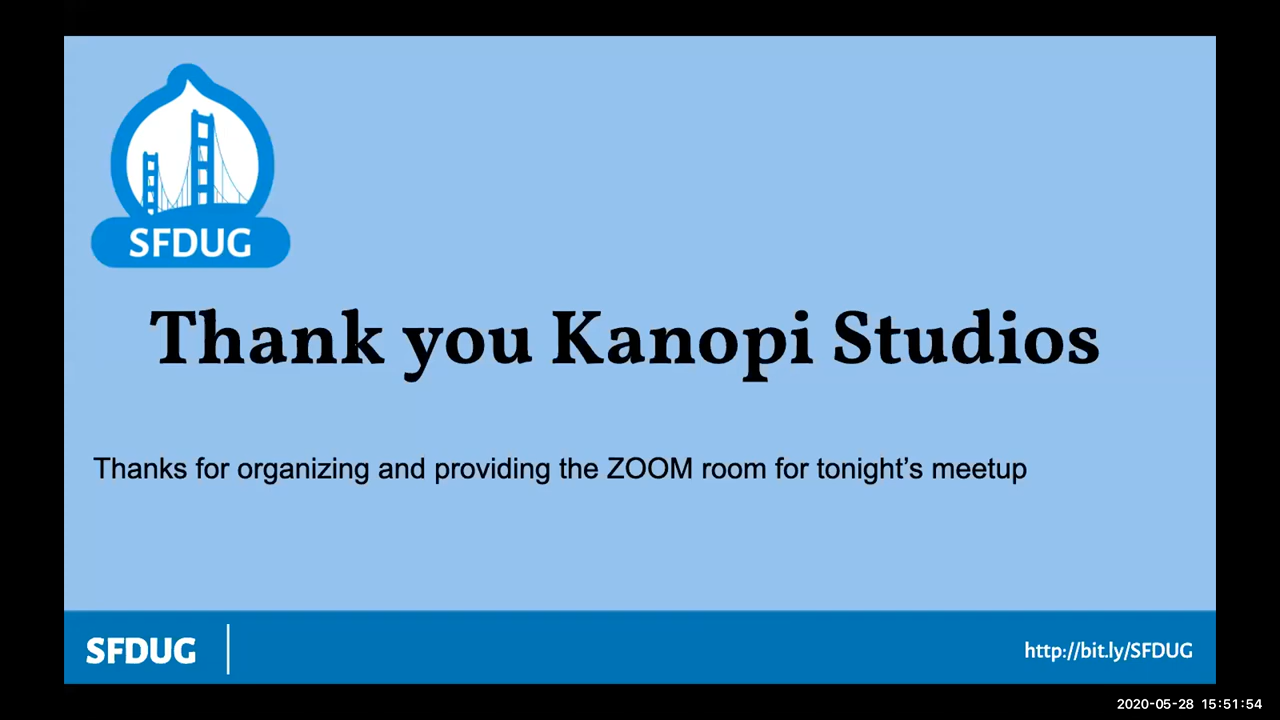 SFDUG
Thank you Kanopi Studios
Thanks for organizing and providing the ZOOM room for tonight’s meetup
SFDUG
http://bit.ly/SFDUG
2020-05-28 15:51:54